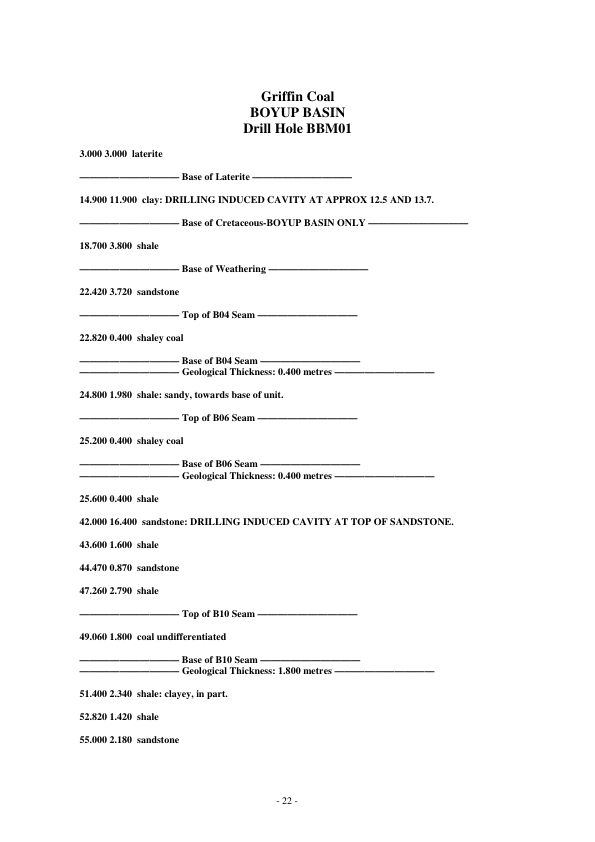 Griffin Coal
BOYUP BASIN
Drill Hole BBM01
3.000 3.000 laterite
—————————— Base of Laterite ——————————
14.900 11.900 clay: DRILLING INDUCED CAVITY AT APPROX 12.5 AND 13.7.
—————————— Base of Cretaceous-BOYUP BASIN ONLY ——————————
18.700 3.800 shale
—————————— Base of Weathering ——————————
22.420 3.720 sandstone
—————————— Top of B04 Seam ——————————
22.820 0.400 shaley coal
—————————— Base of B04 Seam ——————————
—————————— Geological Thickness: 0.400 metres ——————————
24.800 1.980 shale: sandy, towards base of unit.
—————————— Top of B06 Seam ——————————
25.200 0.400 shaley coal
—————————— Base of B06 Seam ——————————
—————————— Geological Thickness: 0.400 metres ——————————
25.600 0.400 shale
42.000 16.400 sandstone: DRILLING INDUCED CAVITY AT TOP OF SANDSTONE.
43.600 1.600 shale
44.470 0.870 sandstone
47.260 2.790 shale
—————————— Top of B10 Seam ——————————
49.060 1.800 coal undifferentiated
—————————— Base of B10 Seam ——————————
—————————— Geological Thickness: 1.800 metres ——————————
51.400 2.340 shale: clayey, in part.
52.820 1.420 shale
55.000 2.180 sandstone
- 22 -